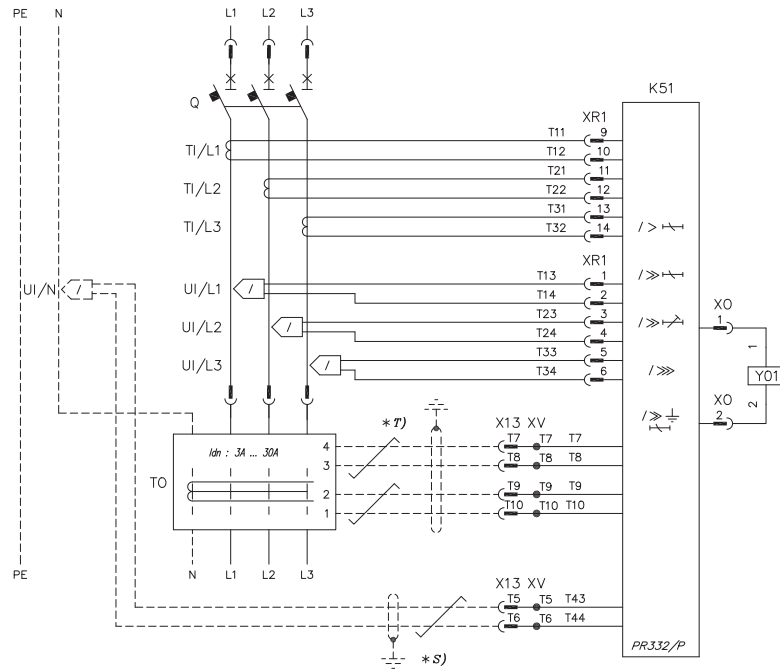 PE N L1 L2 L3
K51
Q
XR1
T11 9
TI/L1 T12 10
T21 11
TI/L2 T22 12
T31 13
TI/L3 T32 14
/ >
XR1
/ ≫
UI/N / UI/L1 / T13 1
T14 2
XO
UI/L2 / T23 3 / ≫ 1
T24 4
1
UI/L3 / T33 5
T34 6 / ⋙ Y01
2
XO
/ ≫ 2
*T) X13 XV
Idn : 3A ... 30A 4 T7 T7 T7
3 T8 T8 T8
TO
2 T9 T9 T9
1 T10 T10 T10
PE N L1 L2 L3
X13 XV
T5 T5 T43
T6 T6 T44
*S) PR332/P